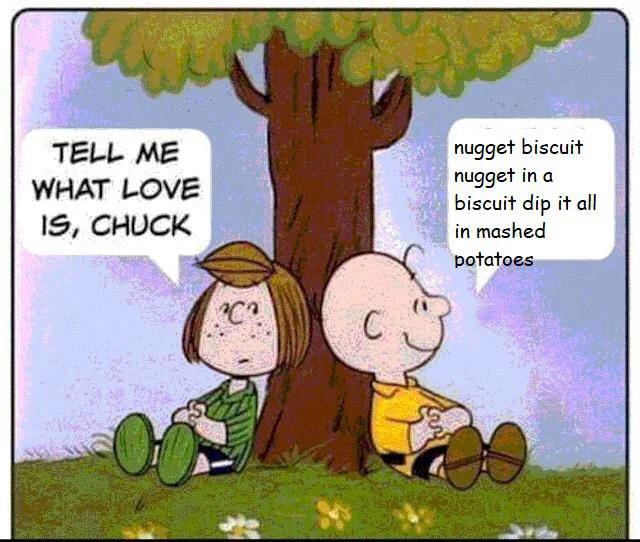 TELL ME
WHAT LOVE
IS, CHUCK
nugget biscuit
nugget in a
biscuit dip it all
in mashed
potatoes